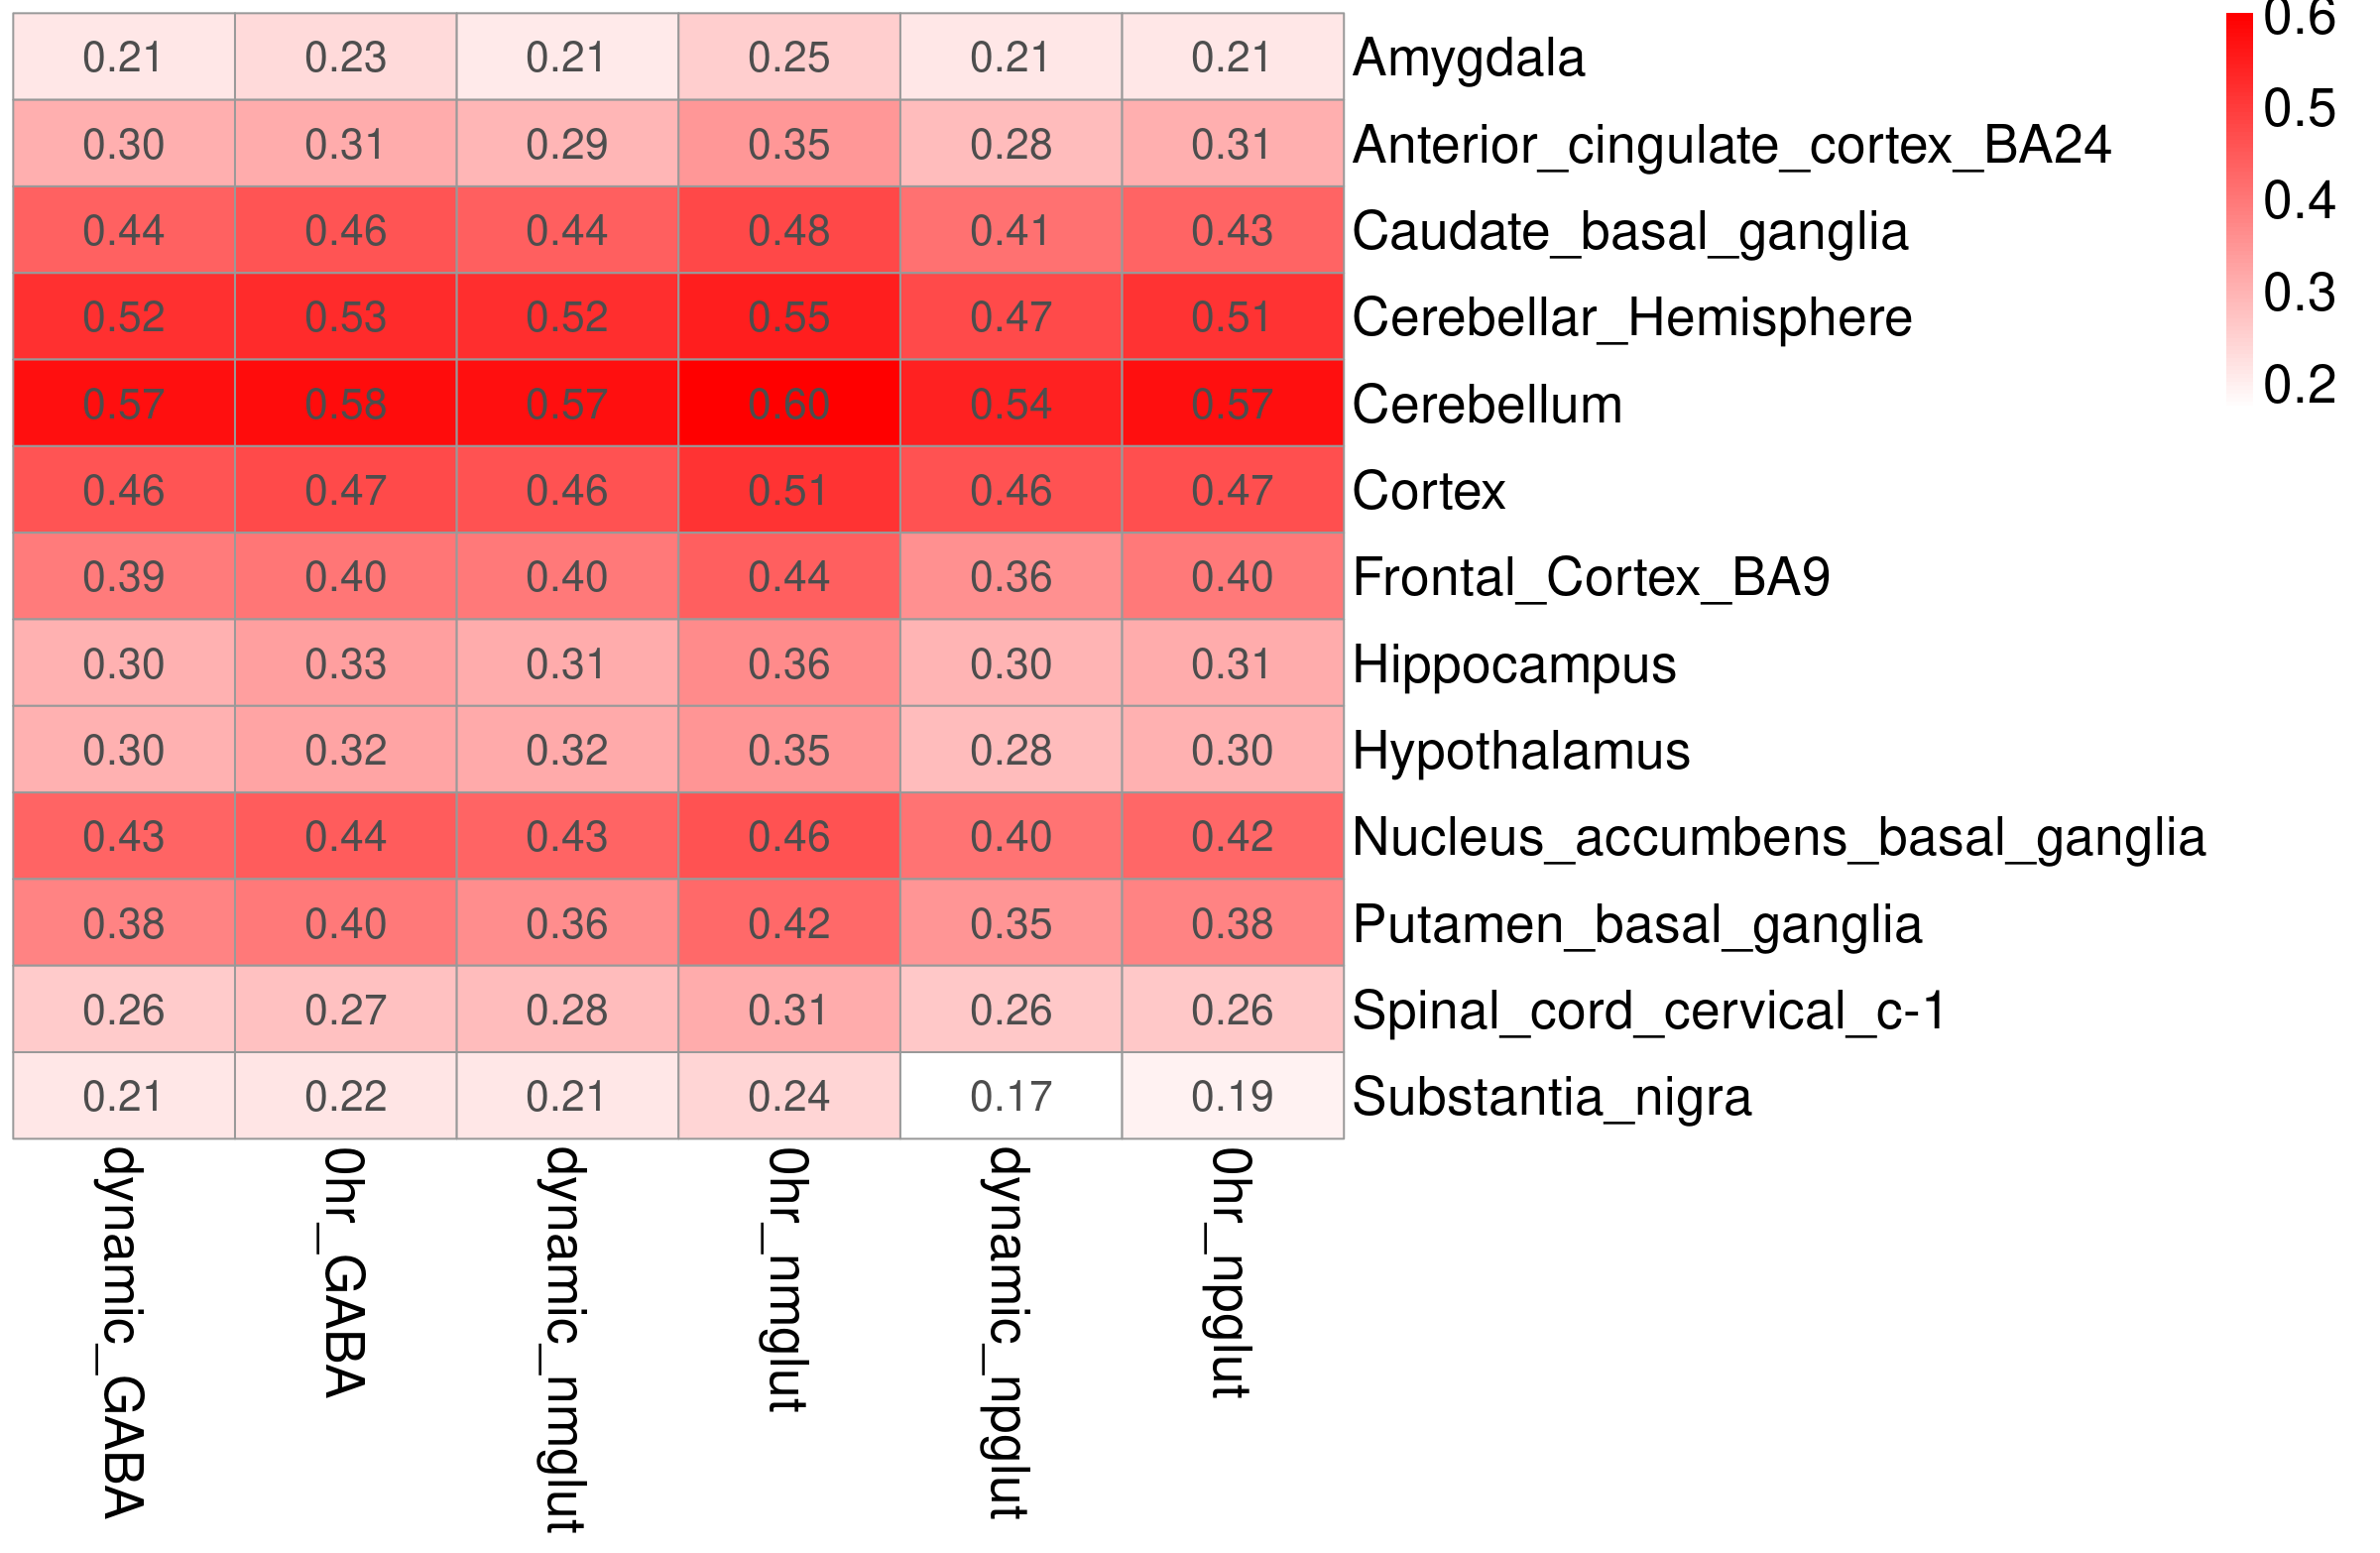 0.21 0.23 0.21 0.25 0.21 0.21 Amygdala
0.30 0.31 0.29 0.35 0.28 0.31 Anterior_cingulate_cortex_BA24
0.44 0.46 0.44 0.48 0.41 0.43 Caudate_basal_ganglia
0.52 0.53 0.52 0.55 0.47 0.51 Cerebellar_Hemisphere
0.57 0.58 0.57 0.60 0.54 0.57 Cerebellum
0.46 0.47 0.46 0.51 0.46 0.47 Cortex
0.39 0.40 0.40 0.44 0.36 0.40 Frontal_Cortex_BA9
0.30 0.33 0.31 0.36 0.30 0.31 Hippocampus
0.30 0.32 0.32 0.35 0.28 0.30 Hypothalamus
0.43 0.44 0.43 0.46 0.40 0.42 Nucleus_accumbens_basal_ganglia
0.38 0.40 0.36 0.42 0.35 0.38 Putamen_basal_ganglia
0.26 0.27 0.28 0.31 0.26 0.26 Spinal_cord_cervical_c-1
0.21 0.22 0.21 0.24 0.17 0.19 Substantia_nigra
dynamic_GABA
0hr_GABA
dynamic_nmglut
0hr_nmglut
dynamic_npglut
0hr_npglut
0.6
0.5
0.4
0.3
0.2